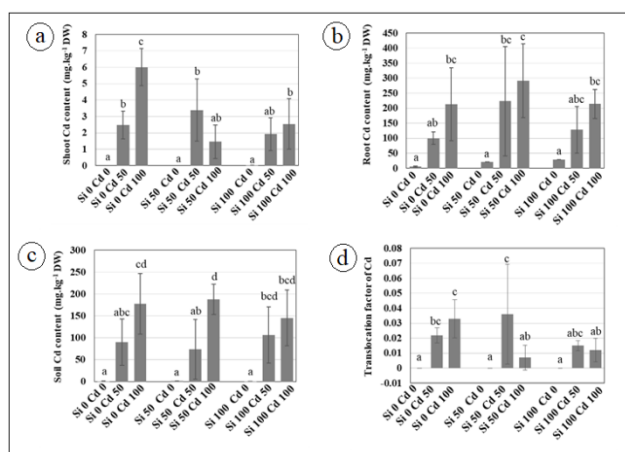 a
Shoot Cd content (mg.kg⁻¹ DW)
8
7
6
5
4
3
2
1
0
a
b
c
a
b
ab
a
b
b
Si 0 Cd 0
Si 0 Cd 50
Si 0 Cd 100
Si 50 Cd 0
Si 50 Cd 50
Si 50 Cd 100
Si 100 Cd 0
Si 100 Cd 50
Si 100 Cd 100
b
Root Cd content (mg.kg⁻¹ DW)
450
400
350
300
250
200
150
100
50
0
a
ab
bc
a
bc
c
a
abc
bc
Si 0 Cd 0
Si 0 Cd 50
Si 0 Cd 100
Si 50 Cd 0
Si 50 Cd 50
Si 50 Cd 100
Si 100 Cd 0
Si 100 Cd 50
Si 100 Cd 100
c
Soil Cd content (mg.kg⁻¹ DW)
300
250
200
150
100
50
0
a
abc
cd
a
ab
d
a
bcd
bcd
Si 0 Cd 0
Si 0 Cd 50
Si 0 Cd 100
Si 50 Cd 0
Si 50 Cd 50
Si 50 Cd 100
Si 100 Cd 0
Si 100 Cd 50
Si 100 Cd 100
d
Translocation factor of Cd
0.08
0.07
0.06
0.05
0.04
0.03
0.02
0.01
0
-0.01
a
bc
c
a
c
ab
a
abc
ab
Si 0 Cd 0
Si 0 Cd 50
Si 0 Cd 100
Si 50 Cd 0
Si 50 Cd 50
Si 50 Cd 100
Si 100 Cd 0
Si 100 Cd 50
Si 100 Cd 100